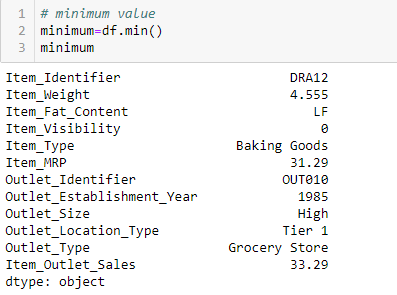 1 # minimum value
2 minimum=df.min()
3 minimum
Item_Identifier DRA12
Item_Weight 4.555
Item_Fat_Content LF
Item_Visibility 0
Item_Type Baking Goods
Item_MRP 31.29
Outlet_Identifier OUT010
Outlet_Establishment_Year 1985
Outlet_Size High
Outlet_Location_Type Tier 1
Outlet_Type Grocery Store
Item_Outlet_Sales 33.29
dtype: object